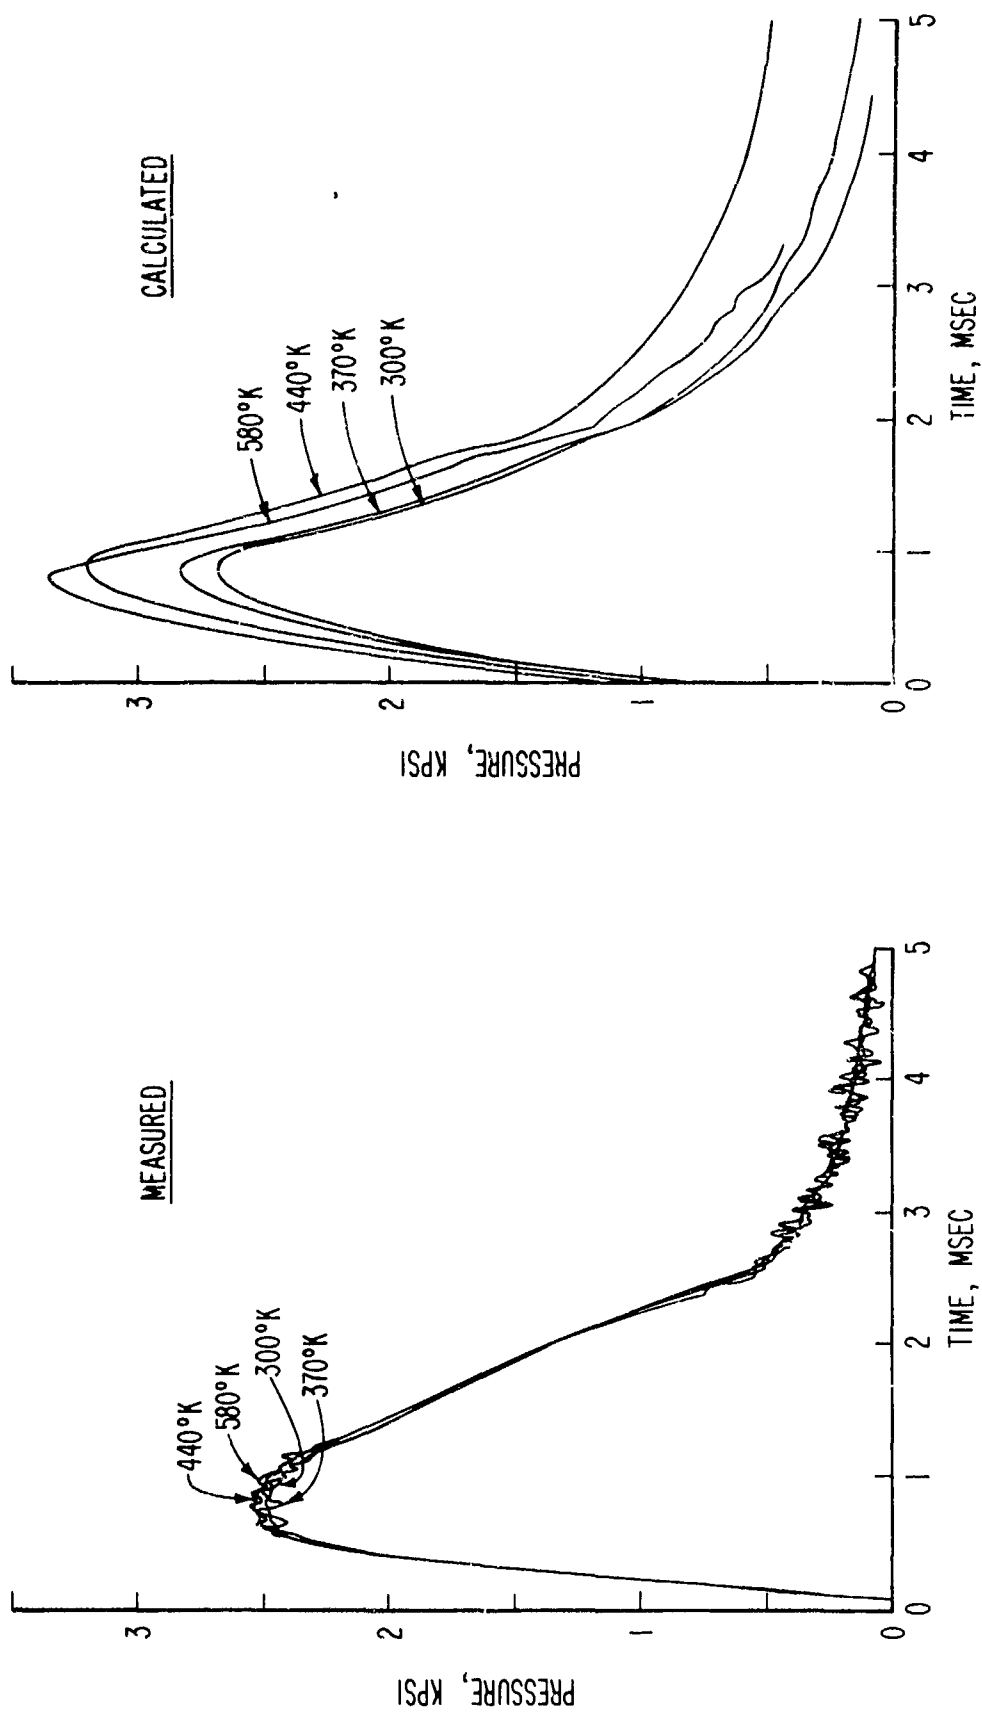 MEASURED
440°K
580°K
300°K
370°K
3
2
1
0
PRESSURE, KPSI
0 1 2 3 4 5
TIME, MSEC
CALCULATED
580°K
440°K
370°K
300°K
3
2
1
0
PRESSURE, KPSI
0 1 2 3 4 5
TIME, MSEC